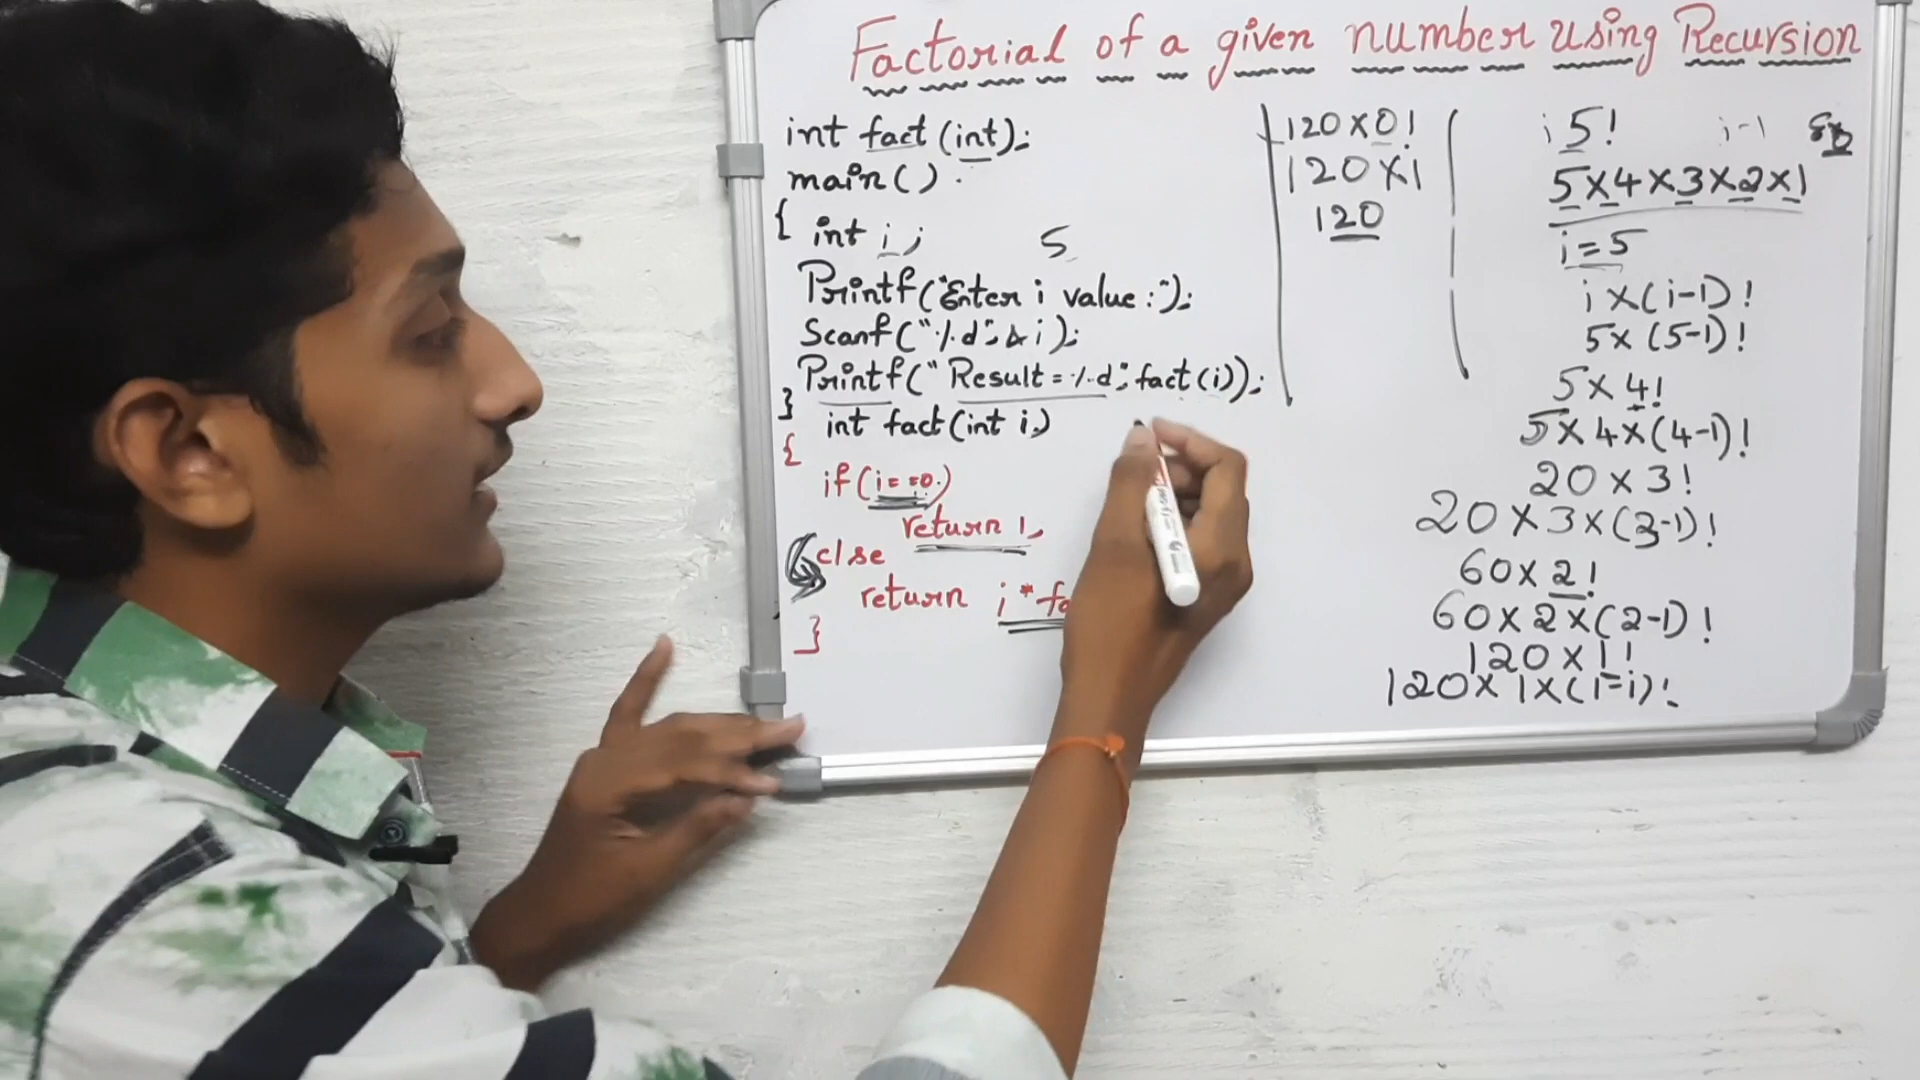 Factorial of a given number using Recursion
int fact (int);
main()
{ int i;
5
Printf("Enter i value :");
Scanf("%d", &i);
Printf("Result = %d", fact(i));
}
int fact(int i)
{
if(i==0)
return 1;
else
return i * fa
}
120 X 0!
120 X 1
120
i 5!
i-1
5 X 4 X 3 X 2 X 1
i = 5
i X (i-1)!
5 X (5-1)!
5 X 4!
5 X 4 X (4-1)!
20 X 3!
20 X 3 X (3-1)!
60 X 2!
60 X 2 X (2-1)!
120 X 1!
120 X 1 X (1-1)!